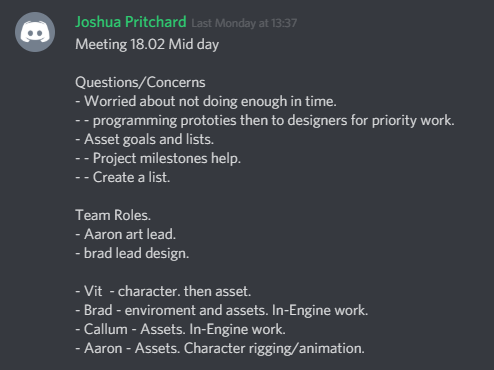 Joshua Pritchard Last Monday at 13:37
Meeting 18.02 Mid day
Questions/Concerns
- Worried about not doing enough in time.
- - programming prototies then to designers for priority work.
- Asset goals and lists.
- - Project milestones help.
- - Create a list.
Team Roles.
- Aaron art lead.
- brad lead design.
- Vit - character. then asset.
- Brad - enviroment and assets. In-Engine work.
- Callum - Assets. In-Engine work.
- Aaron - Assets. Character rigging/animation.